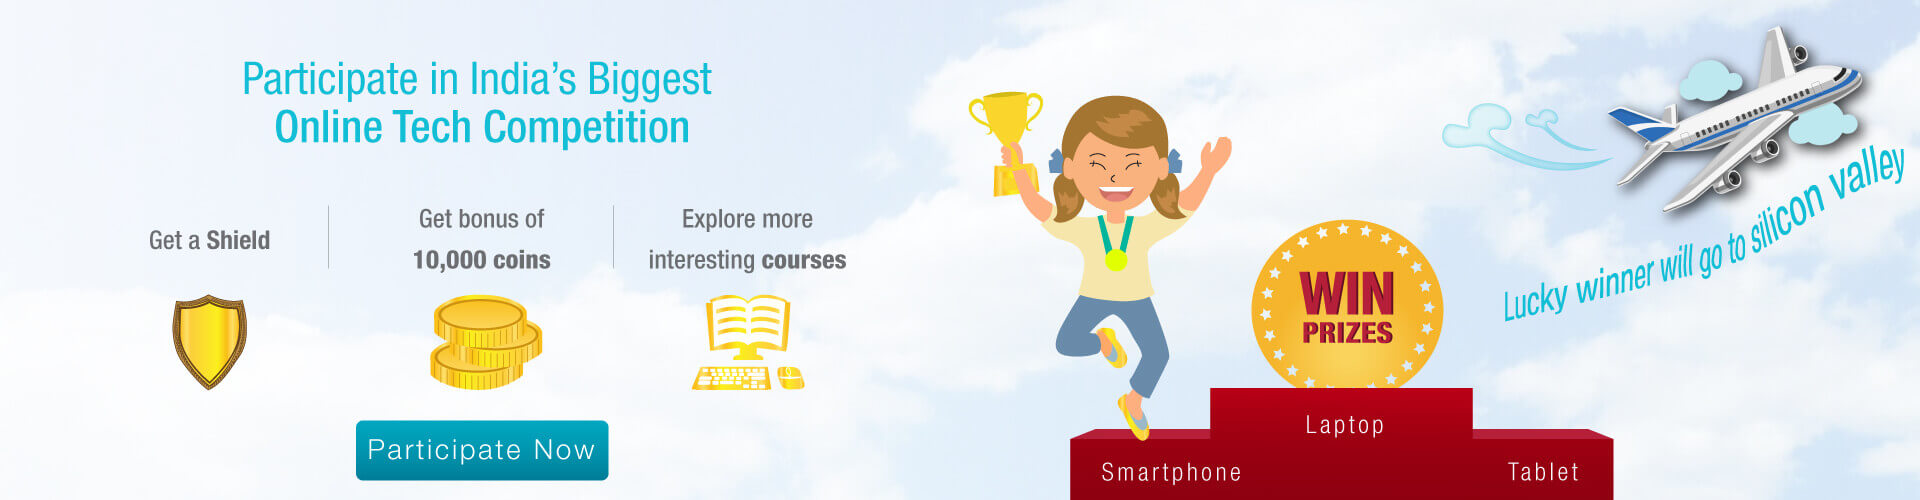 Participate in India's Biggest
Online Tech Competition
Get a Shield
Get bonus of
10,000 coins
Explore more
interesting courses
Participate Now
WIN
PRIZES
Laptop
Smartphone
Tablet
Lucky winner will go to silicon valley